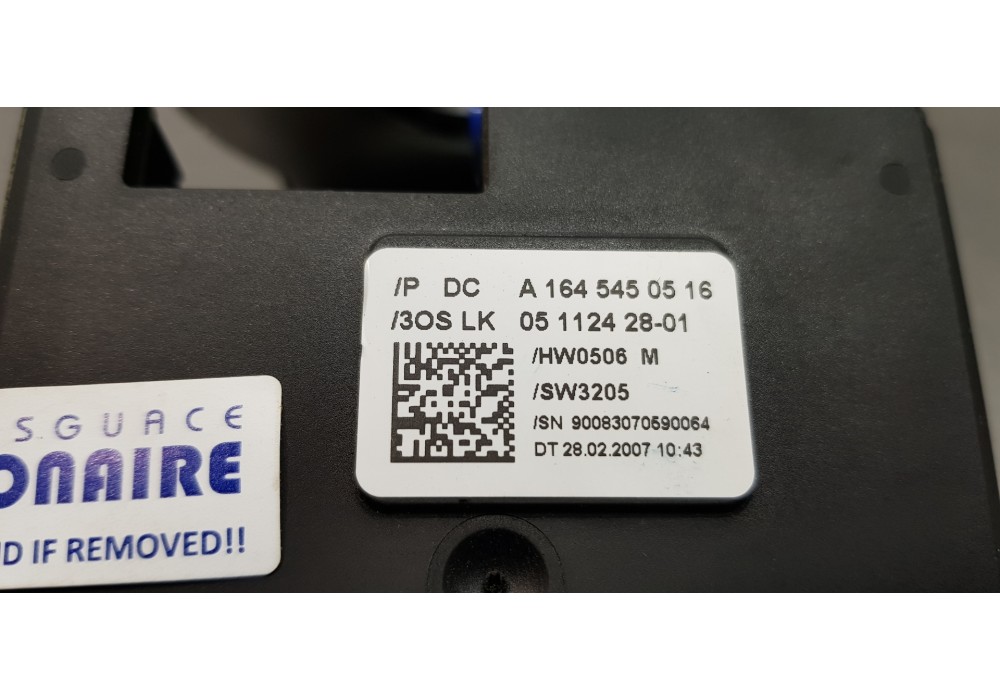 /P DC A 164 545 05 16
/3OS LK 05 1124 28-01
/HW0506 M
/SW3205
/SN 90083070590064
DT 28.02.2007 10:43
SGUACE
ONAIRE
D IF REMOVED!!